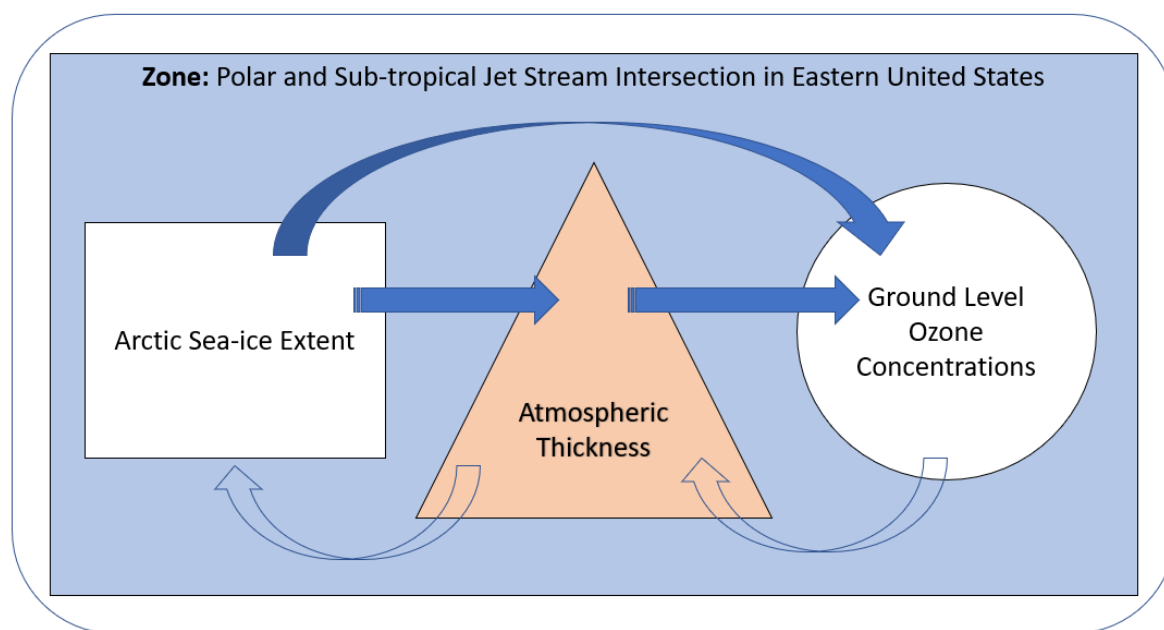 Zone: Polar and Sub-tropical Jet Stream Intersection in Eastern United States
Arctic Sea-ice Extent
Atmospheric
Thickness
Ground Level
Ozone
Concentrations